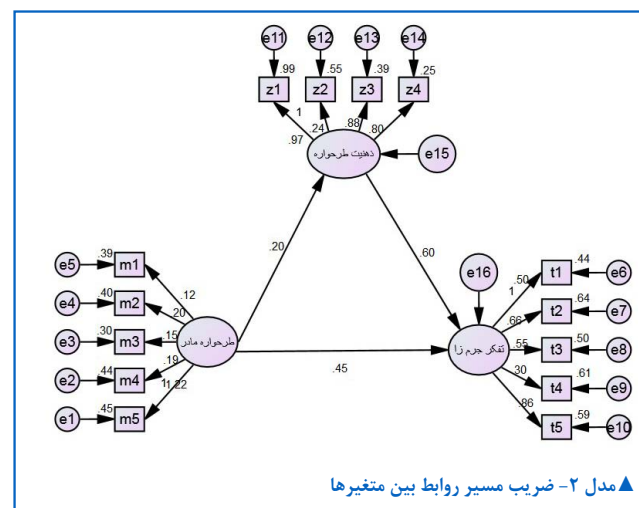 e11 e12 e13 e14
.99 .55 .39 .25
z1 z2 z3 z4
1 .24 .88 .80
.97
ذهنیت طرحواره
e15
.20
.60
e16
e5 .39 m1
e4 .40 m2
e3 .30 m3
e2 .44 m4
e1 .45 m5
.12
.20
.15
.19
1.22
طرحواره مادر
.45
تفکر جرم زا
.50
1
.66
.55
.30
.86
t1 .44 e6
t2 .64 e7
t3 .50 e8
t4 .61 e9
t5 .59 e10
▲مدل ۲- ضریب مسیر روابط بین متغیرها